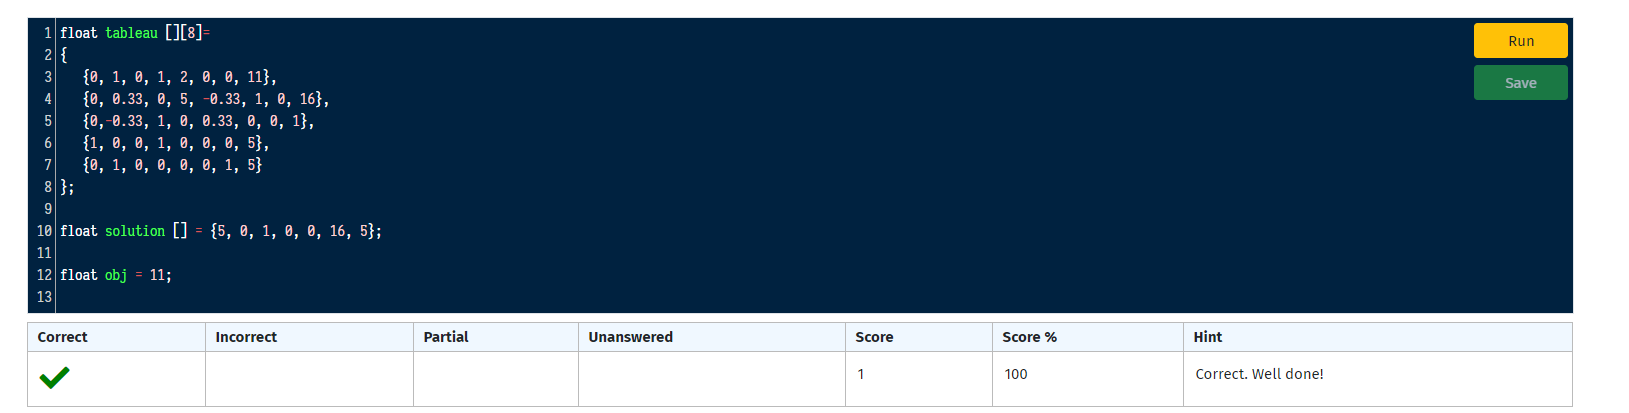 1 float tableau [][8]=
Run
2 {
3 {0, 1, 0, 1, 2, 0, 0, 11},
Save
4 {0, 0.33, 0, 5, -0.33, 1, 0, 16},
5 {0,-0.33, 1, 0, 0.33, 0, 0, 1},
6 {1, 0, 0, 1, 0, 0, 0, 5},
7 {0, 1, 0, 0, 0, 0, 1, 5}
8 };
9
10 float solution [] = {5, 0, 1, 0, 0, 16, 5};
11
12 float obj = 11;
13
Correct Incorrect Partial Unanswered Score Score % Hint
1 100 Correct. Well done!